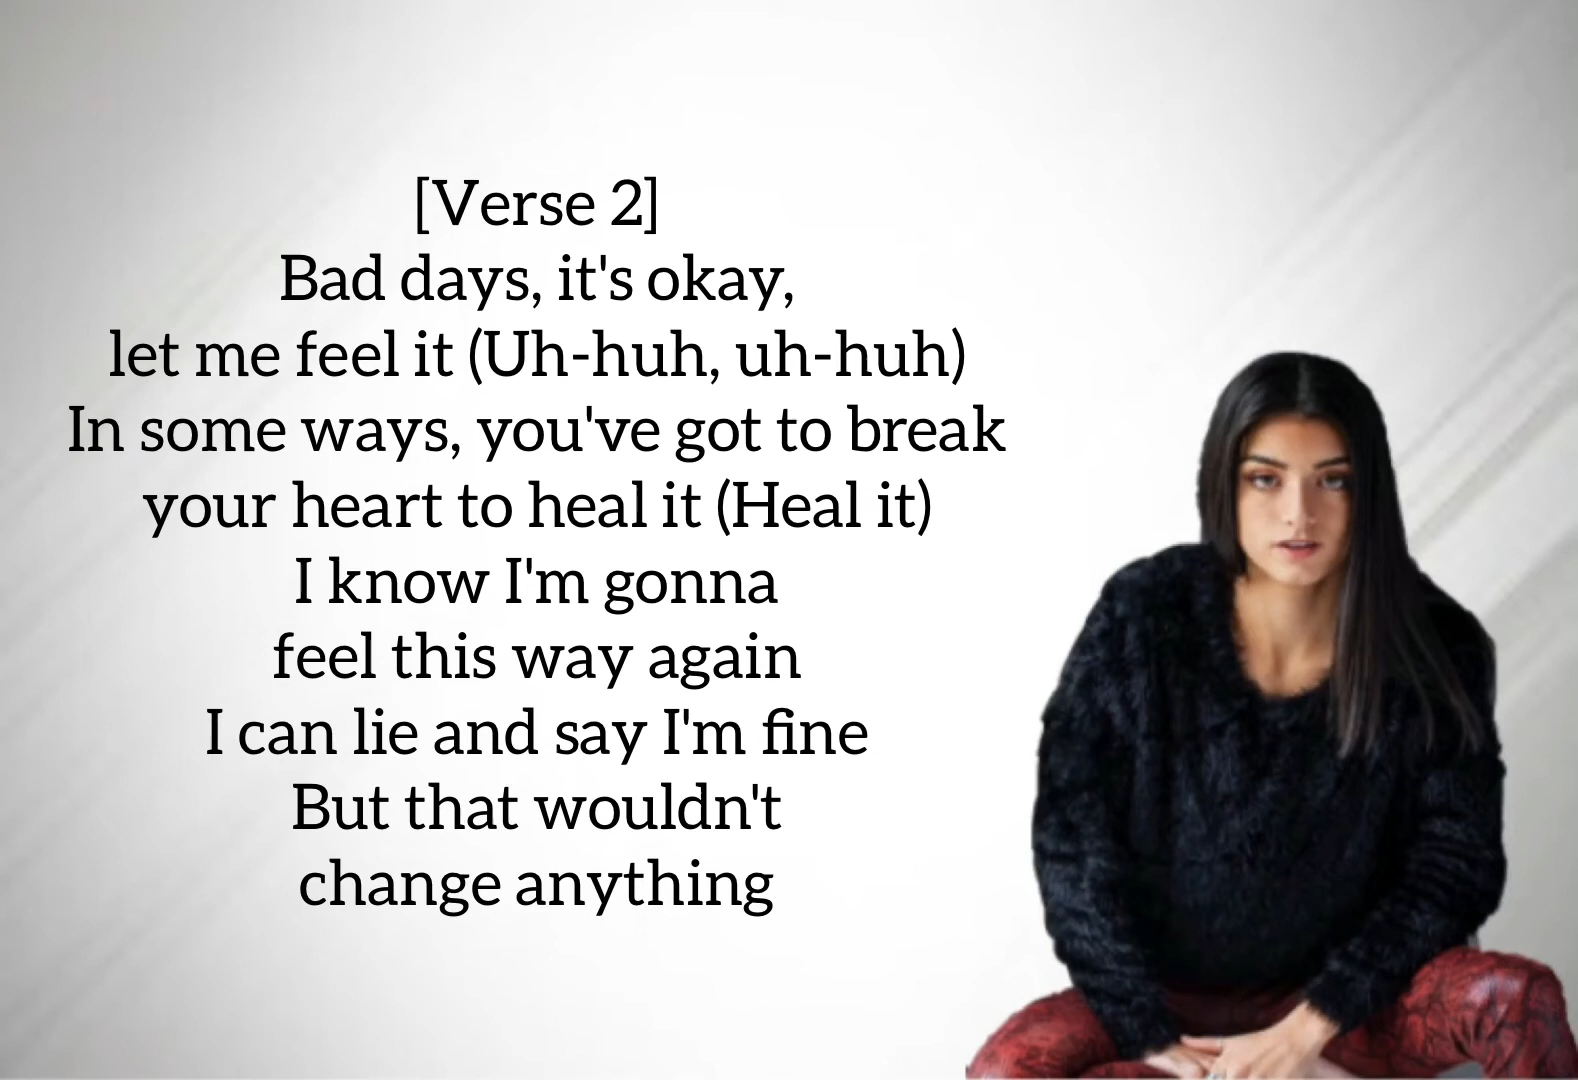 [Verse 2]
Bad days, it's okay,
let me feel it (Uh-huh, uh-huh)
In some ways, you've got to break
your heart to heal it (Heal it)
I know I'm gonna
feel this way again
I can lie and say I'm fine
But that wouldn't
change anything